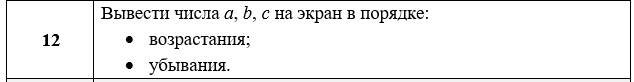 12
Вывести числа a, b, c на экран в порядке:
• возрастания;
• убывания.